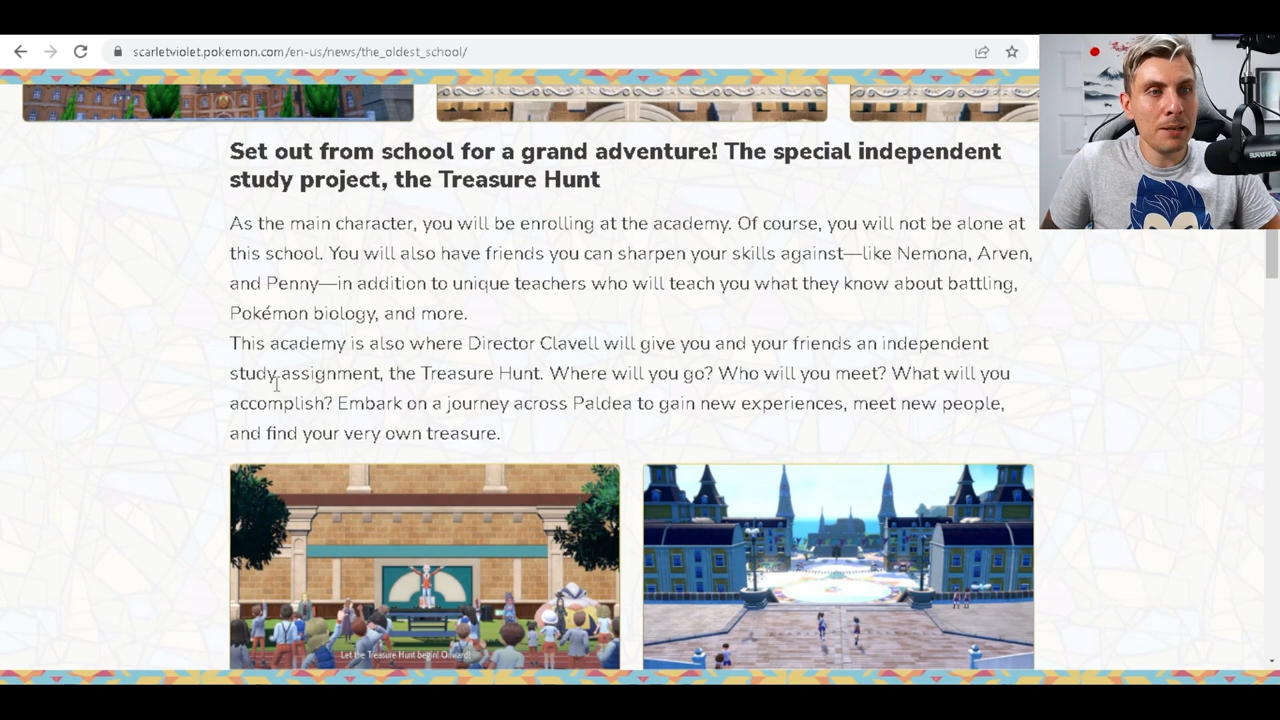 scarletviolet.pokemon.com/en-us/news/the_oldest_school/
Set out from school for a grand adventure! The special independent
study project, the Treasure Hunt
As the main character, you will be enrolling at the academy. Of course, you will not be alone at
this school. You will also have friends you can sharpen your skills against—like Nemona, Arven,
and Penny—in addition to unique teachers who will teach you what they know about battling,
Pokémon biology, and more.
This academy is also where Director Clavell will give you and your friends an independent
study assignment, the Treasure Hunt. Where will you go? Who will you meet? What will you
accomplish? Embark on a journey across Paldea to gain new experiences, meet new people,
and find your very own treasure.
Let the Treasure Hunt begin! Onward!